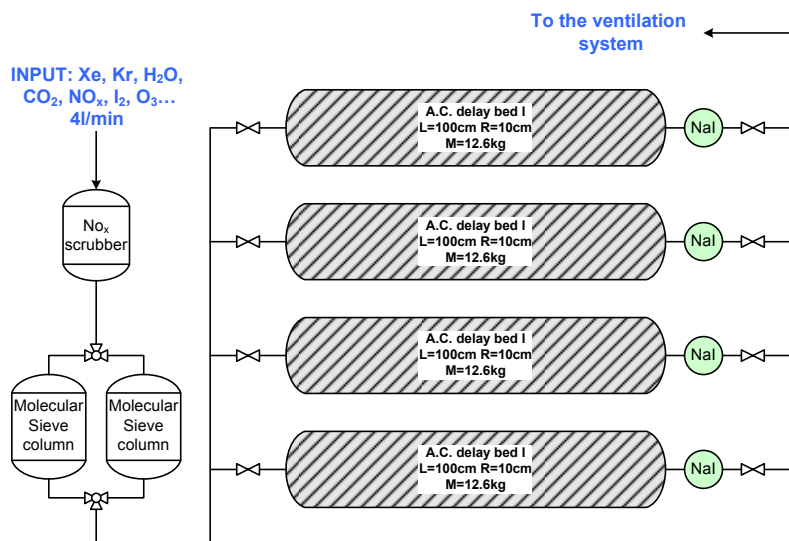 To the ventilation
system
INPUT: Xe, Kr, H₂O,
CO₂, NOₓ, I₂, O₃…
4l/min
Noₓ
scrubber
Molecular
Sieve
column
Molecular
Sieve
column
A.C. delay bed I
L=100cm R=10cm
M=12.6kg
NaI
A.C. delay bed I
L=100cm R=10cm
M=12.6kg
NaI
A.C. delay bed I
L=100cm R=10cm
M=12.6kg
NaI
A.C. delay bed I
L=100cm R=10cm
M=12.6kg
NaI